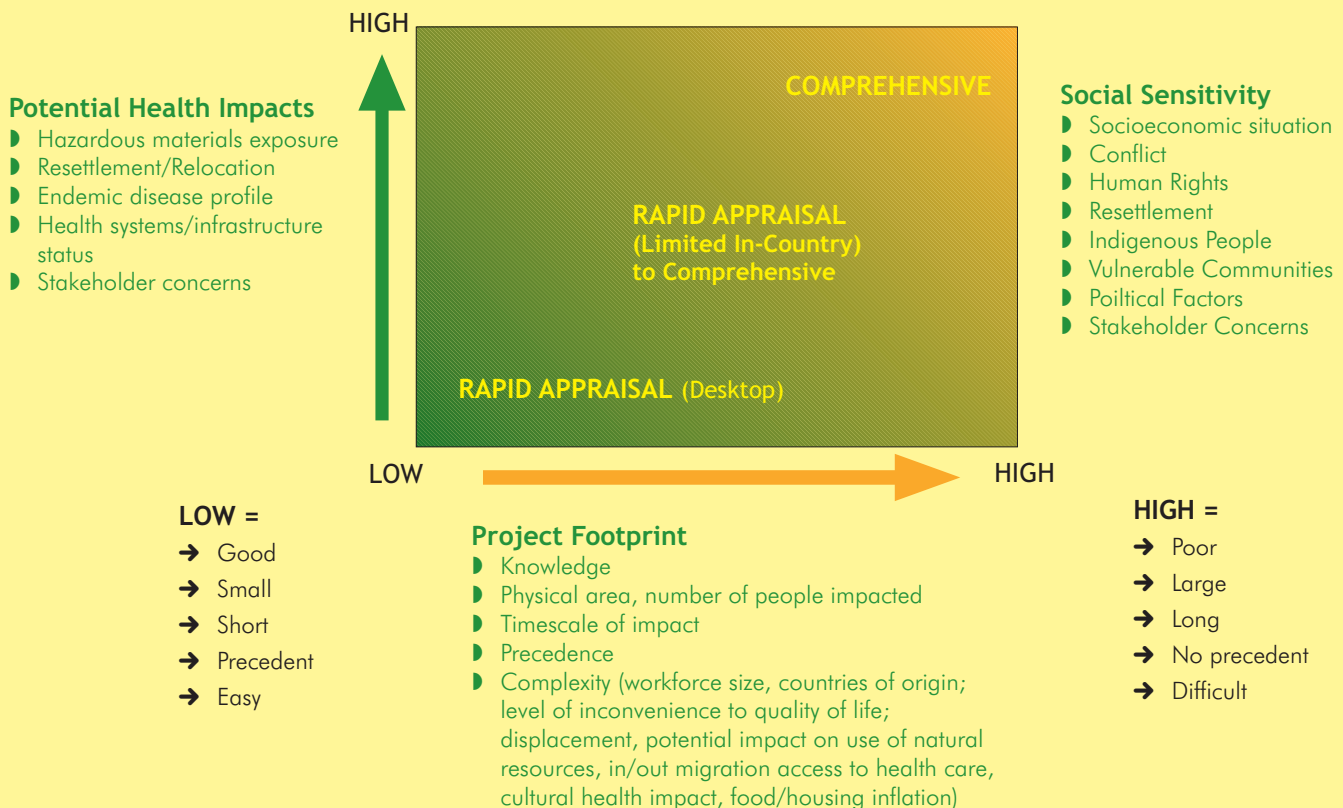 HIGH
Potential Health Impacts
◗ Hazardous materials exposure
◗ Resettlement/Relocation
◗ Endemic disease profile
◗ Health systems/infrastructure
status
◗ Stakeholder concerns
COMPREHENSIVE
RAPID APPRAISAL
(Limited In-Country)
to Comprehensive
RAPID APPRAISAL (Desktop)
Social Sensitivity
◗ Socioeconomic situation
◗ Conflict
◗ Human Rights
◗ Resettlement
◗ Indigenous People
◗ Vulnerable Communities
◗ Poiltical Factors
◗ Stakeholder Concerns
LOW
HIGH
LOW =
➔ Good
➔ Small
➔ Short
➔ Precedent
➔ Easy
Project Footprint
◗ Knowledge
◗ Physical area, number of people impacted
◗ Timescale of impact
◗ Precedence
◗ Complexity (workforce size, countries of origin;
level of inconvenience to quality of life;
displacement, potential impact on use of natural
resources, in/out migration access to health care,
cultural health impact, food/housing inflation)
HIGH =
➔ Poor
➔ Large
➔ Long
➔ No precedent
➔ Difficult